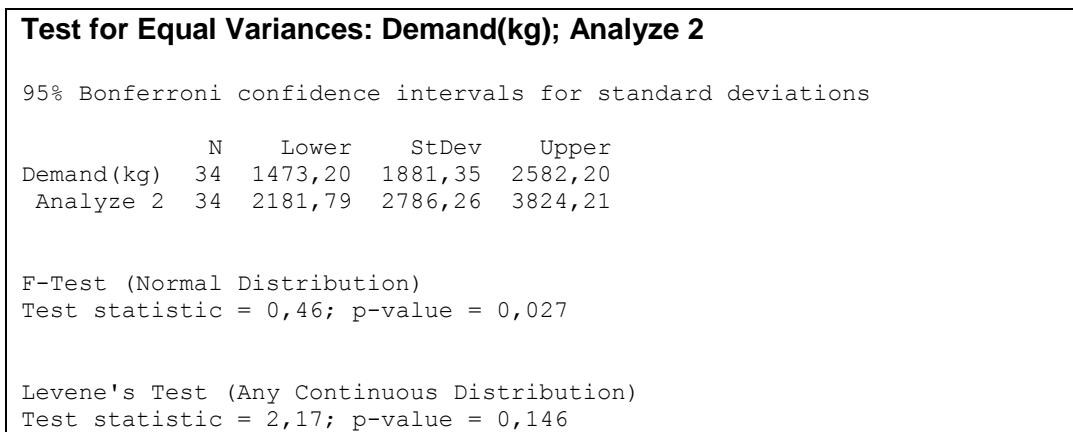 Test for Equal Variances: Demand(kg); Analyze 2
95% Bonferroni confidence intervals for standard deviations
N Lower StDev Upper
Demand(kg) 34 1473,20 1881,35 2582,20
Analyze 2 34 2181,79 2786,26 3824,21
F-Test (Normal Distribution)
Test statistic = 0,46; p-value = 0,027
Levene's Test (Any Continuous Distribution)
Test statistic = 2,17; p-value = 0,146